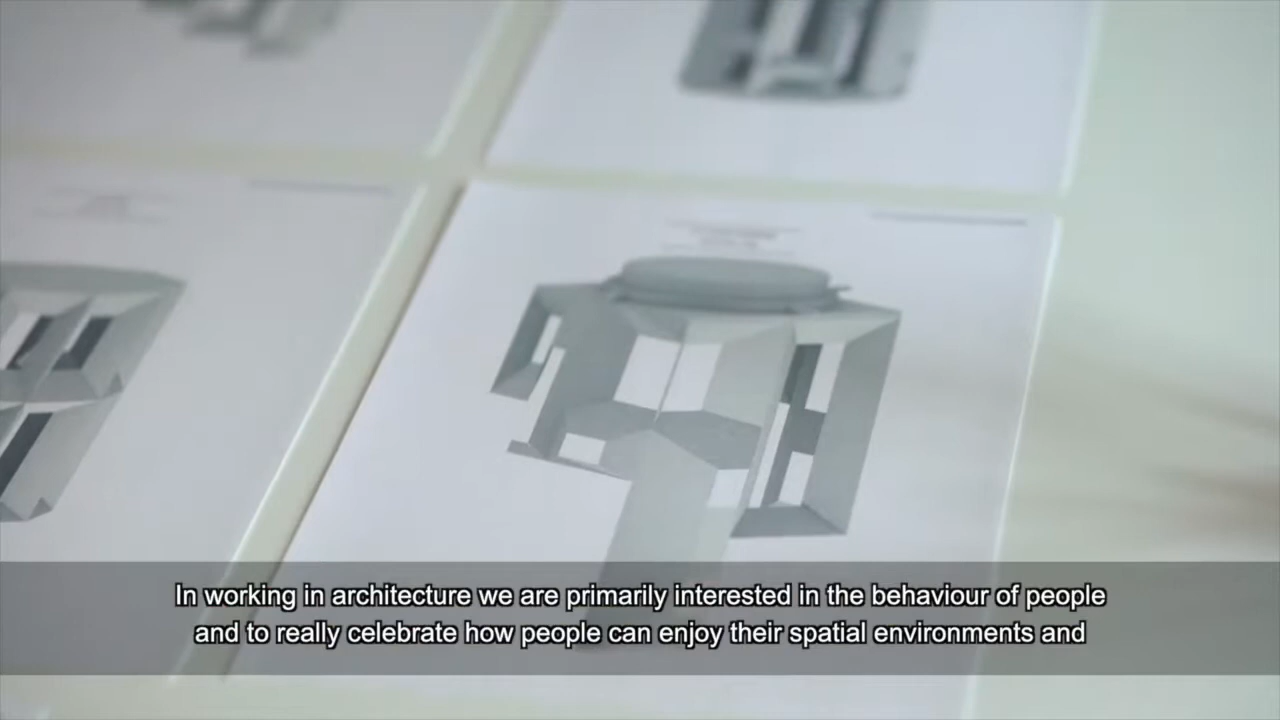 In working in architecture we are primarily interested in the behaviour of people
and to really celebrate how people can enjoy their spatial environments and